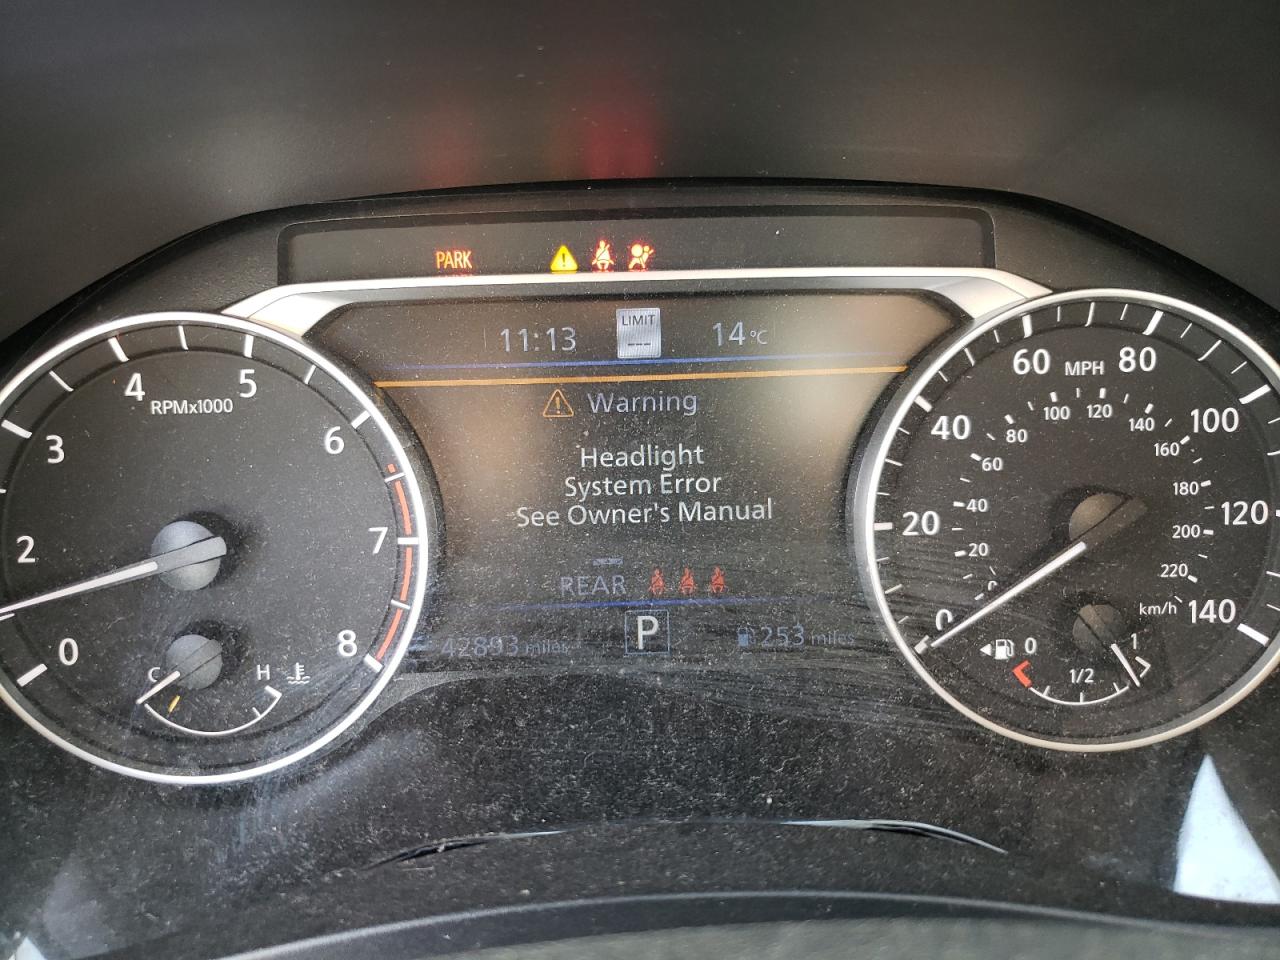 PARK
11:13
LIMIT
---
14°C
Warning
Headlight
System Error
See Owner's Manual
REAR
42893 miles
P
253 miles
0
2
3
4
5
6
7
8
RPMx1000
C
H
0
20
40
60
80
100
120
140
MPH
0
20
40
60
80
100
120
140
160
180
200
220
km/h
0
1/2
1